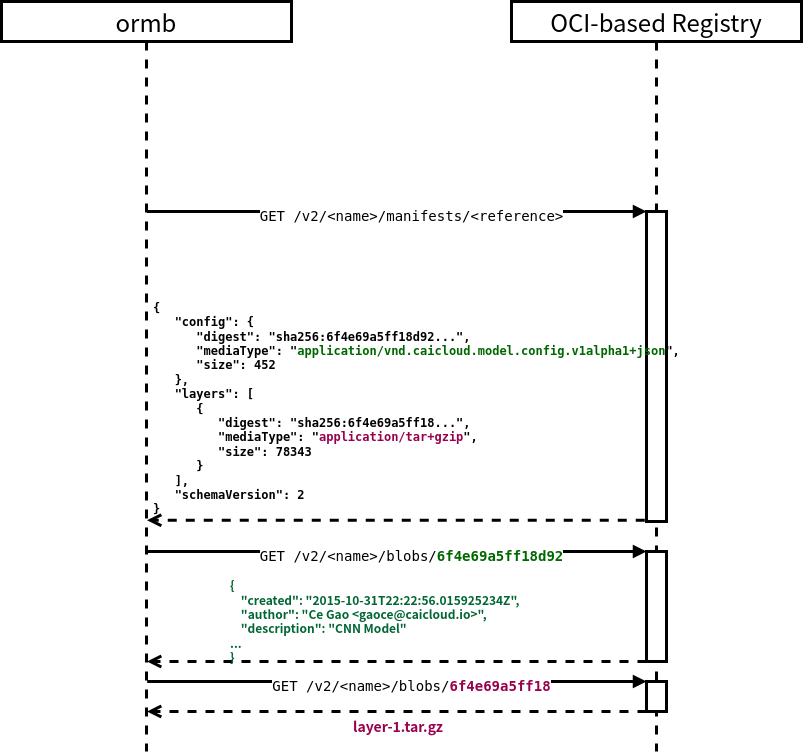 ormb
OCI-based Registry
GET /v2/<name>/manifests/<reference>
{
"config": {
"digest": "sha256:6f4e69a5ff18d92...",
"mediaType": "application/vnd.caicloud.model.config.v1alpha1+json",
"size": 452
},
"layers": [
{
"digest": "sha256:6f4e69a5ff18...",
"mediaType": "application/tar+gzip",
"size": 78343
}
],
"schemaVersion": 2
}
GET /v2/<name>/blobs/6f4e69a5ff18d92
{
"created": "2015-10-31T22:22:56.015925234Z",
"author": "Ce Gao <gaoce@caicloud.io>",
"description": "CNN Model"
...
}
GET /v2/<name>/blobs/6f4e69a5ff18
layer-1.tar.gz